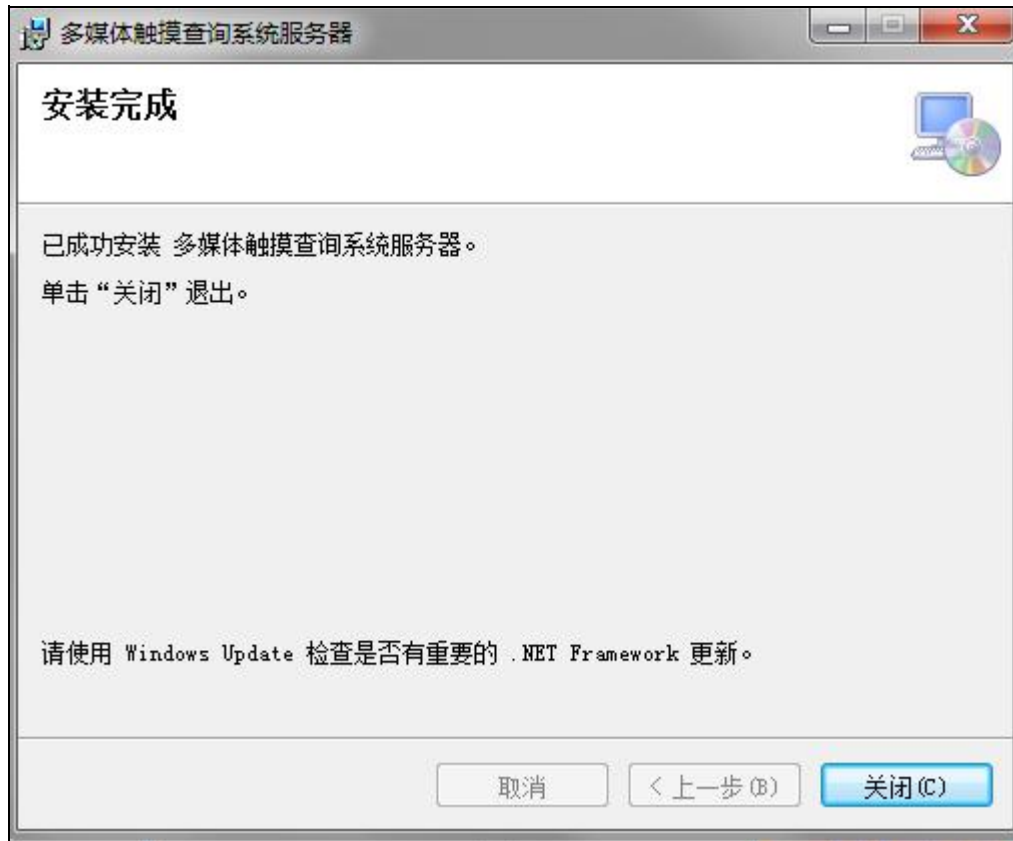 多媒体触摸查询系统服务器
安装完成
已成功安装 多媒体触摸查询系统服务器。
单击“关闭”退出。
请使用 Windows Update 检查是否有重要的 .NET Framework 更新。
取消 <上一步(B) 关闭(C)